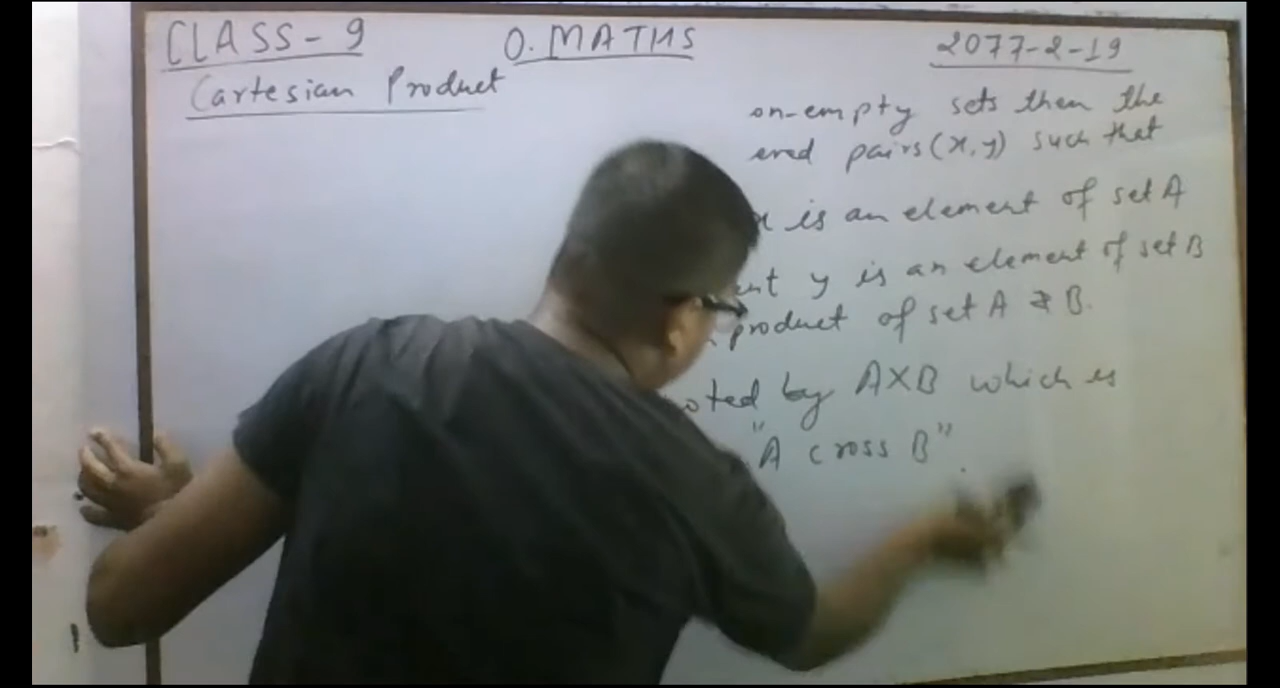 CLASS-9
O. MATHS
2077-2-19
Cartesian Product
on-empty sets then the
ered pairs (x,y) such that
x is an element of set A
ent y is an element of set B
product of set A & B.
oted by A×B which is
"A cross B".